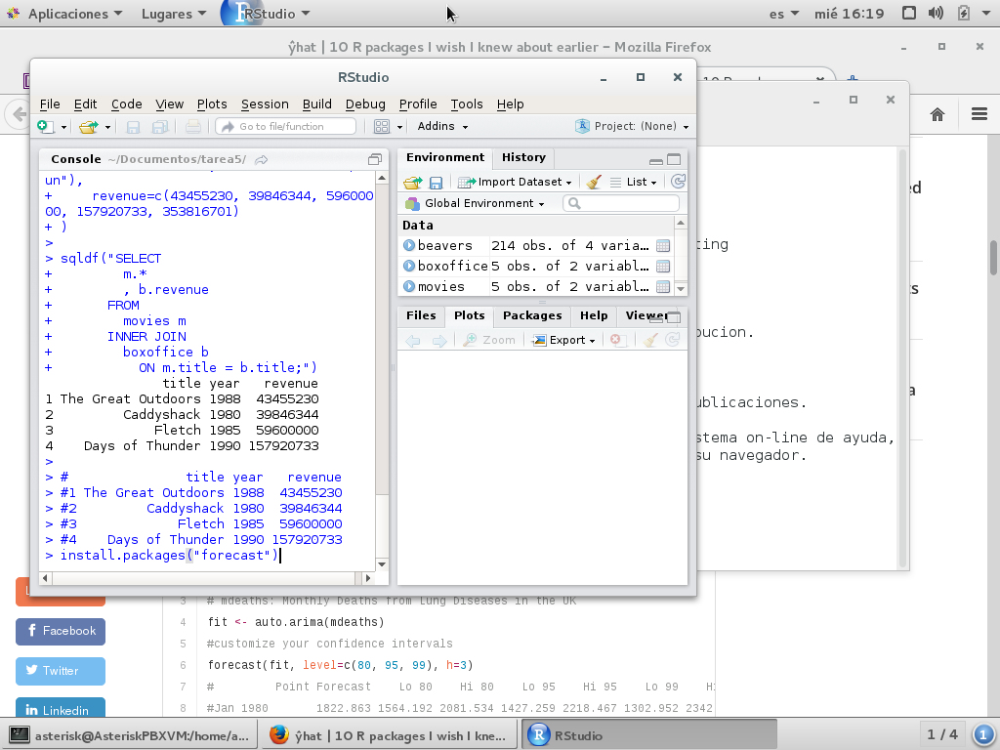 Aplicaciones Lugares RStudio es mié 16:19
ŷhat | 10 R packages I wish I knew about earlier – Mozilla Firefox
RStudio
File Edit Code View Plots Session Build Debug Profile Tools Help
Go to file/function Addins Project: (None)
Console ~/Documentos/tarea5/
un"),
+     revenue=c(43455230, 39846344, 596000
00, 157920733, 353816701)
+ )
>
> sqldf("SELECT
+         m.*
+         , b.revenue
+       FROM
+         movies m
+       INNER JOIN
+         boxoffice b
+           ON m.title = b.title;")
               title year   revenue
1 The Great Outdoors 1988  43455230
2         Caddyshack 1980  39846344
3             Fletch 1985  59600000
4    Days of Thunder 1990 157920733
>
> #               title year   revenue
> #1 The Great Outdoors 1988  43455230
> #2         Caddyshack 1980  39846344
> #3             Fletch 1985  59600000
> #4    Days of Thunder 1990 157920733
> install.packages("forecast")
Environment History
Import Dataset List
Global Environment
Data
beavers 214 obs. of 4 varia…
boxoffice 5 obs. of 2 variabl…
movies 5 obs. of 2 variabl…
Files Plots Packages Help Viewer
Zoom Export
ed
ting
ts
bucion.
a
ublicaciones.
stema on-line de ayuda,
su navegador.
Facebook
Twitter
Linkedin
3 # mdeaths: Monthly Deaths from Lung Diseases in the UK
4 fit <- auto.arima(mdeaths)
5 #customize your confidence intervals
6 forecast(fit, level=c(80, 95, 99), h=3)
7 #        Point Forecast    Lo 80    Hi 80    Lo 95    Hi 95    Lo 99    Hi
8 #Jan 1980       1822.863 1564.192 2081.534 1427.259 2218.467 1302.952 2342
asterisk@AsteriskPBXVM:/home/a... ŷhat | 10 R packages I wish I kne... RStudio 1 / 4 1